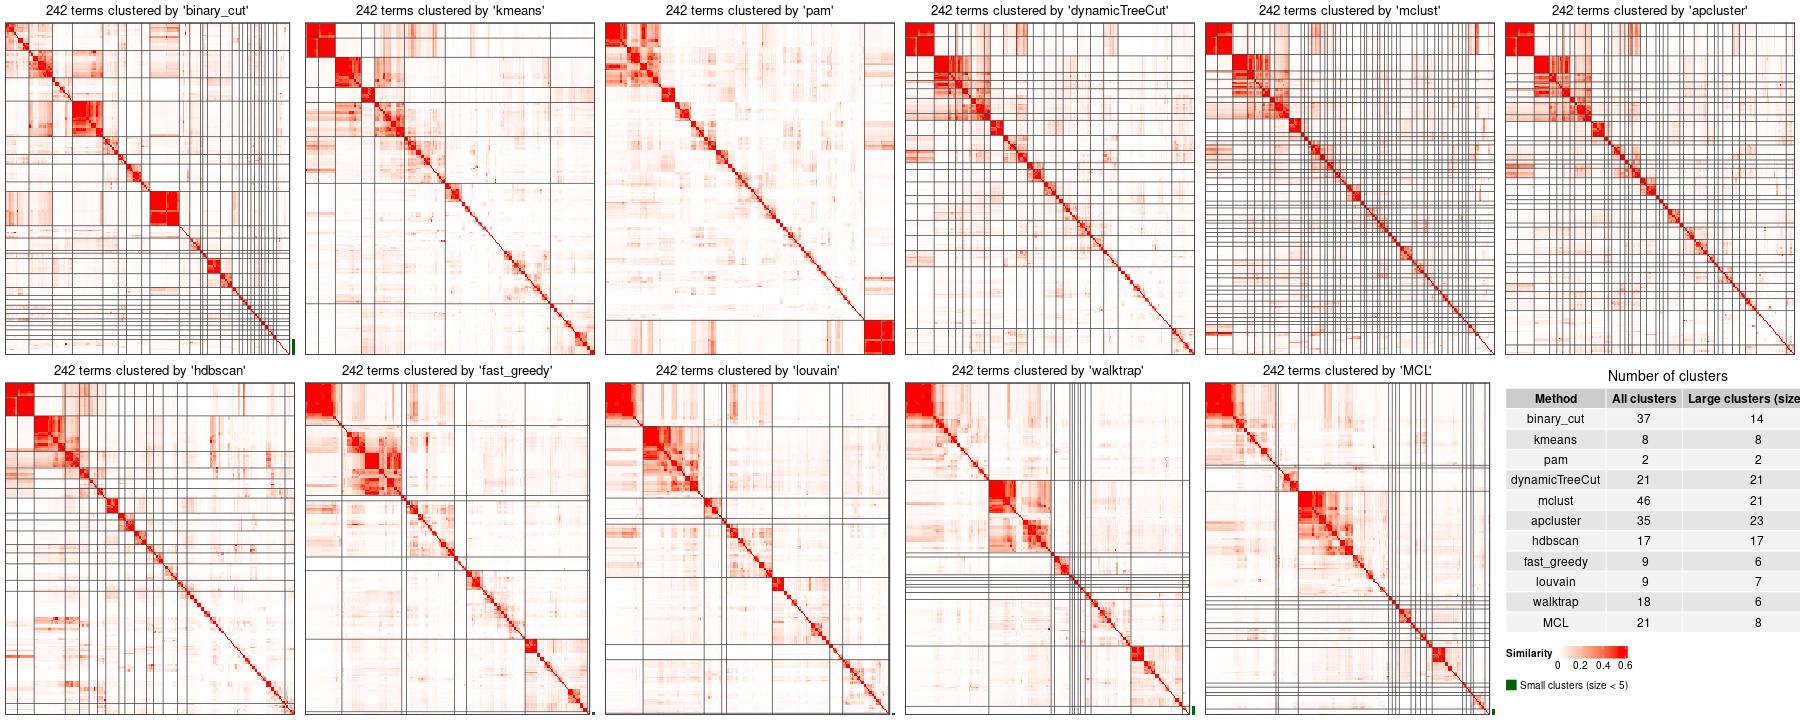 242 terms clustered by 'binary_cut'
242 terms clustered by 'kmeans'
242 terms clustered by 'pam'
242 terms clustered by 'dynamicTreeCut'
242 terms clustered by 'mclust'
242 terms clustered by 'apcluster'
242 terms clustered by 'hdbscan'
242 terms clustered by 'fast_greedy'
242 terms clustered by 'louvain'
242 terms clustered by 'walktrap'
242 terms clustered by 'MCL'
Number of clusters
Method All clusters Large clusters (size
binary_cut 37 14
kmeans 8 8
pam 2 2
dynamicTreeCut 21 21
mclust 46 21
apcluster 35 23
hdbscan 17 17
fast_greedy 9 6
louvain 9 7
walktrap 18 6
MCL 21 8
Similarity
0 0.2 0.4 0.6
Small clusters (size < 5)